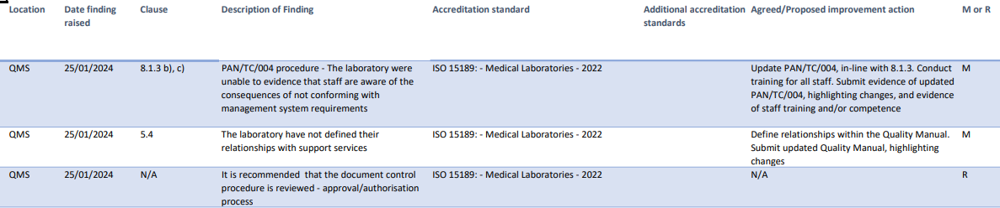 Location Date finding raised Clause Description of Finding Accreditation standard Additional accreditation standards Agreed/Proposed improvement action M or R
QMS 25/01/2024 8.1.3 b), c) PAN/TC/004 procedure - The laboratory were ISO 15189: - Medical Laboratories - 2022 Update PAN/TC/004, in-line with 8.1.3. Conduct M
unable to evidence that staff are aware of the training for all staff. Submit evidence of updated
consequences of not conforming with PAN/TC/004, highlighting changes, and evidence
management system requirements of staff training and/or competence
QMS 25/01/2024 5.4 The laboratory have not defined their ISO 15189: - Medical Laboratories - 2022 Define relationships within the Quality Manual. M
relationships with support services Submit updated Quality Manual, highlighting
changes
QMS 25/01/2024 N/A It is recommended that the document control ISO 15189: - Medical Laboratories - 2022 N/A R
procedure is reviewed - approval/authorisation
process